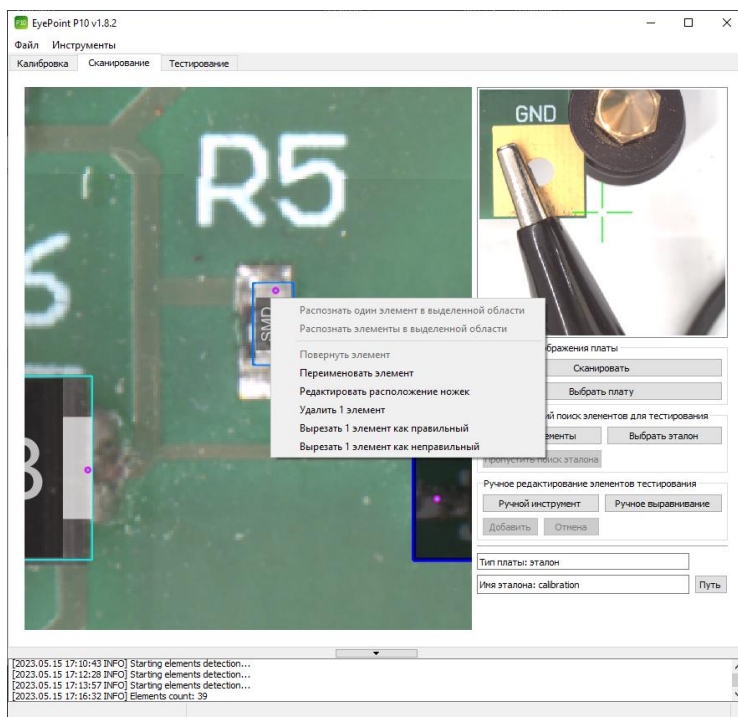 EyePoint P10 v1.8.2
Файл Инструменты
Калибровка Сканирование Тестирование
R5
GND
SMD
Распознать один элемент в выделенной области
Распознать элементы в выделенной области
Повернуть элемент
Переименовать элемент
Редактировать расположение ножек
Удалить 1 элемент
Вырезать 1 элемент как правильный
Вырезать 1 элемент как неправильный
платы
Сканировать
Выбрать плату
поиск элементов для тестирования
Выбрать эталон
Пропустить поиск эталона
Ручное редактирование элементов тестирования
Ручной инструмент Ручное выравнивание
Добавить Отмена
Тип платы: эталон
Имя эталона: calibration Путь
[2023.05.15 17:10:43 INFO] Starting elements detection...
[2023.05.15 17:12:28 INFO] Starting elements detection...
[2023.05.15 17:13:57 INFO] Starting elements detection...
[2023.05.15 17:16:32 INFO] Elements count: 39